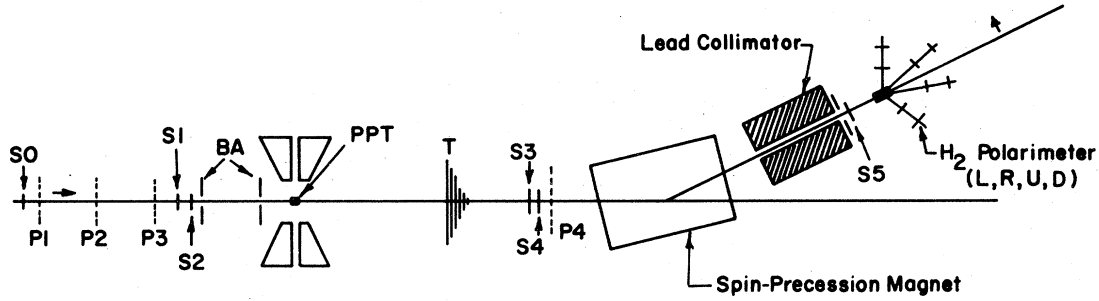 Lead Collimator
S0
S1
BA
PPT
T
S3
S5
H2 Polarimeter
(L,R,U,D)
P1
P2
P3
S2
S4
P4
Spin-Precession Magnet